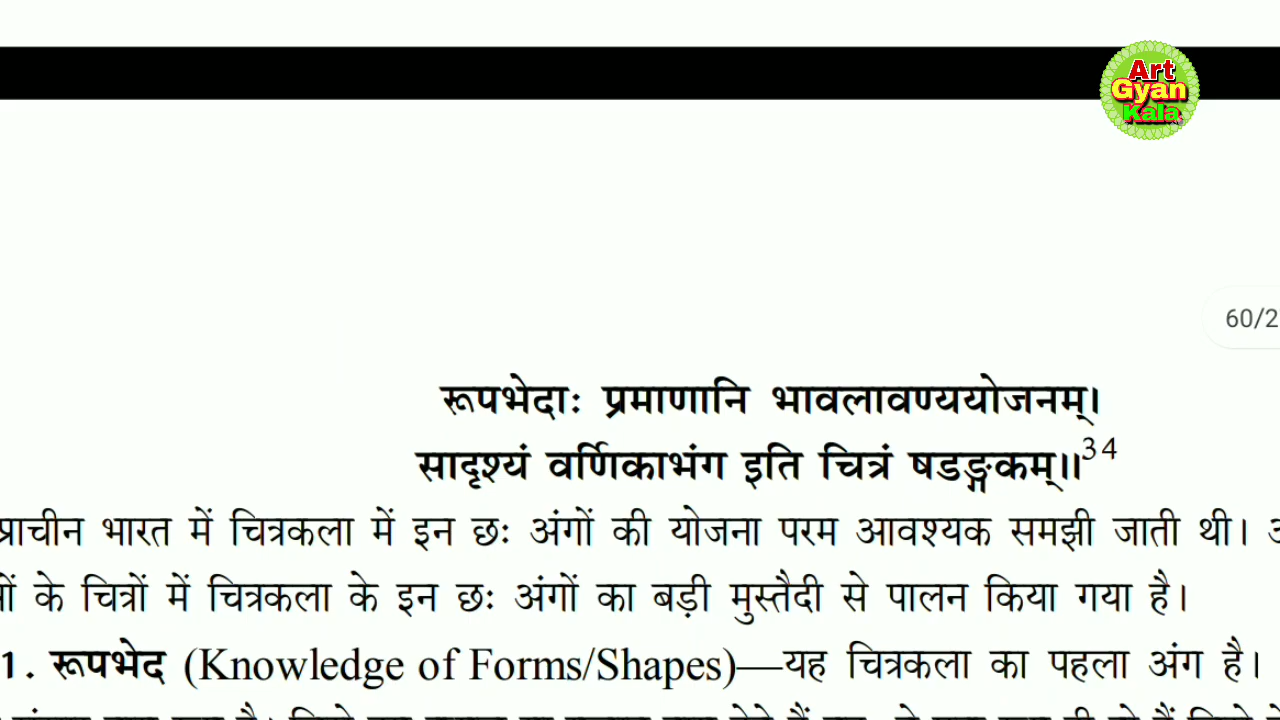 Art
Gyan
Kala
60/2
रूपभेदाः प्रमाणानि भावलावण्ययोजनम्।
सादृश्यं वर्णिकाभंग इति चित्रं षडङ्गकम्॥34
प्राचीन भारत में चित्रकला में इन छः अंगों की योजना परम आवश्यक समझी जाती थी।
के चित्रों में चित्रकला के इन छः अंगों का बड़ी मुस्तैदी से पालन किया गया है।
1. रूपभेद (Knowledge of Forms/Shapes)—यह चित्रकला का पहला अंग है।